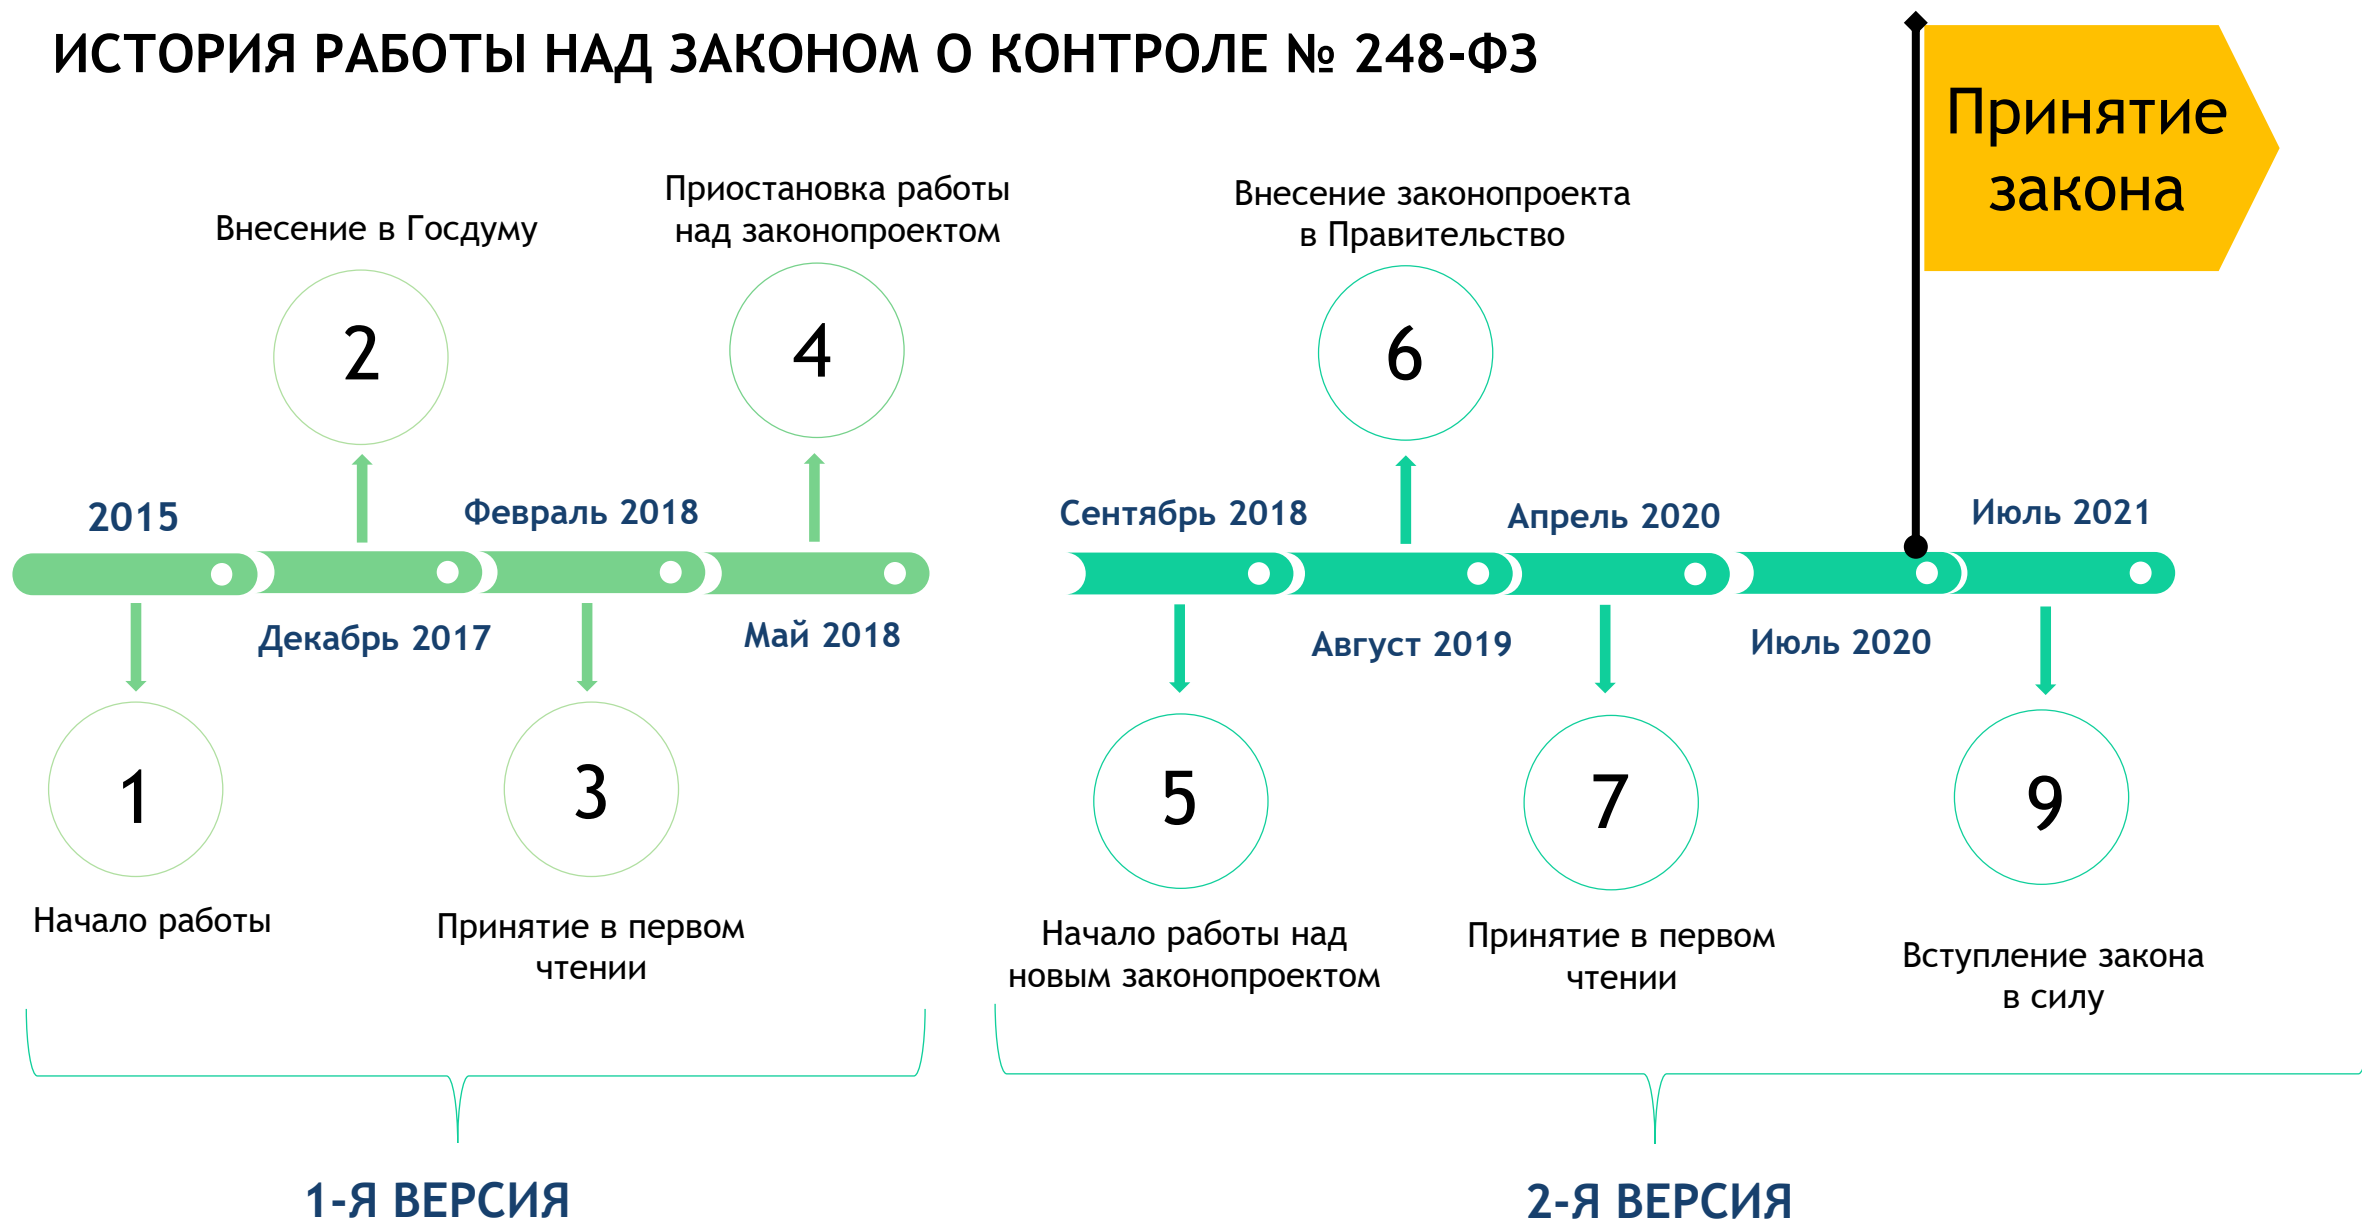 ИСТОРИЯ РАБОТЫ НАД ЗАКОНОМ О КОНТРОЛЕ № 248-ФЗ
Принятие
закона
Внесение в Госдуму
Приостановка работы
над законопроектом
Внесение законопроекта
в Правительство
2
4
6
2015
Февраль 2018
Сентябрь 2018
Апрель 2020
Июль 2021
Декабрь 2017
Май 2018
Август 2019
Июль 2020
1
3
5
7
9
Начало работы
Принятие в первом
чтении
Начало работы над
новым законопроектом
Принятие в первом
чтении
Вступление закона
в силу
1-Я ВЕРСИЯ
2-Я ВЕРСИЯ